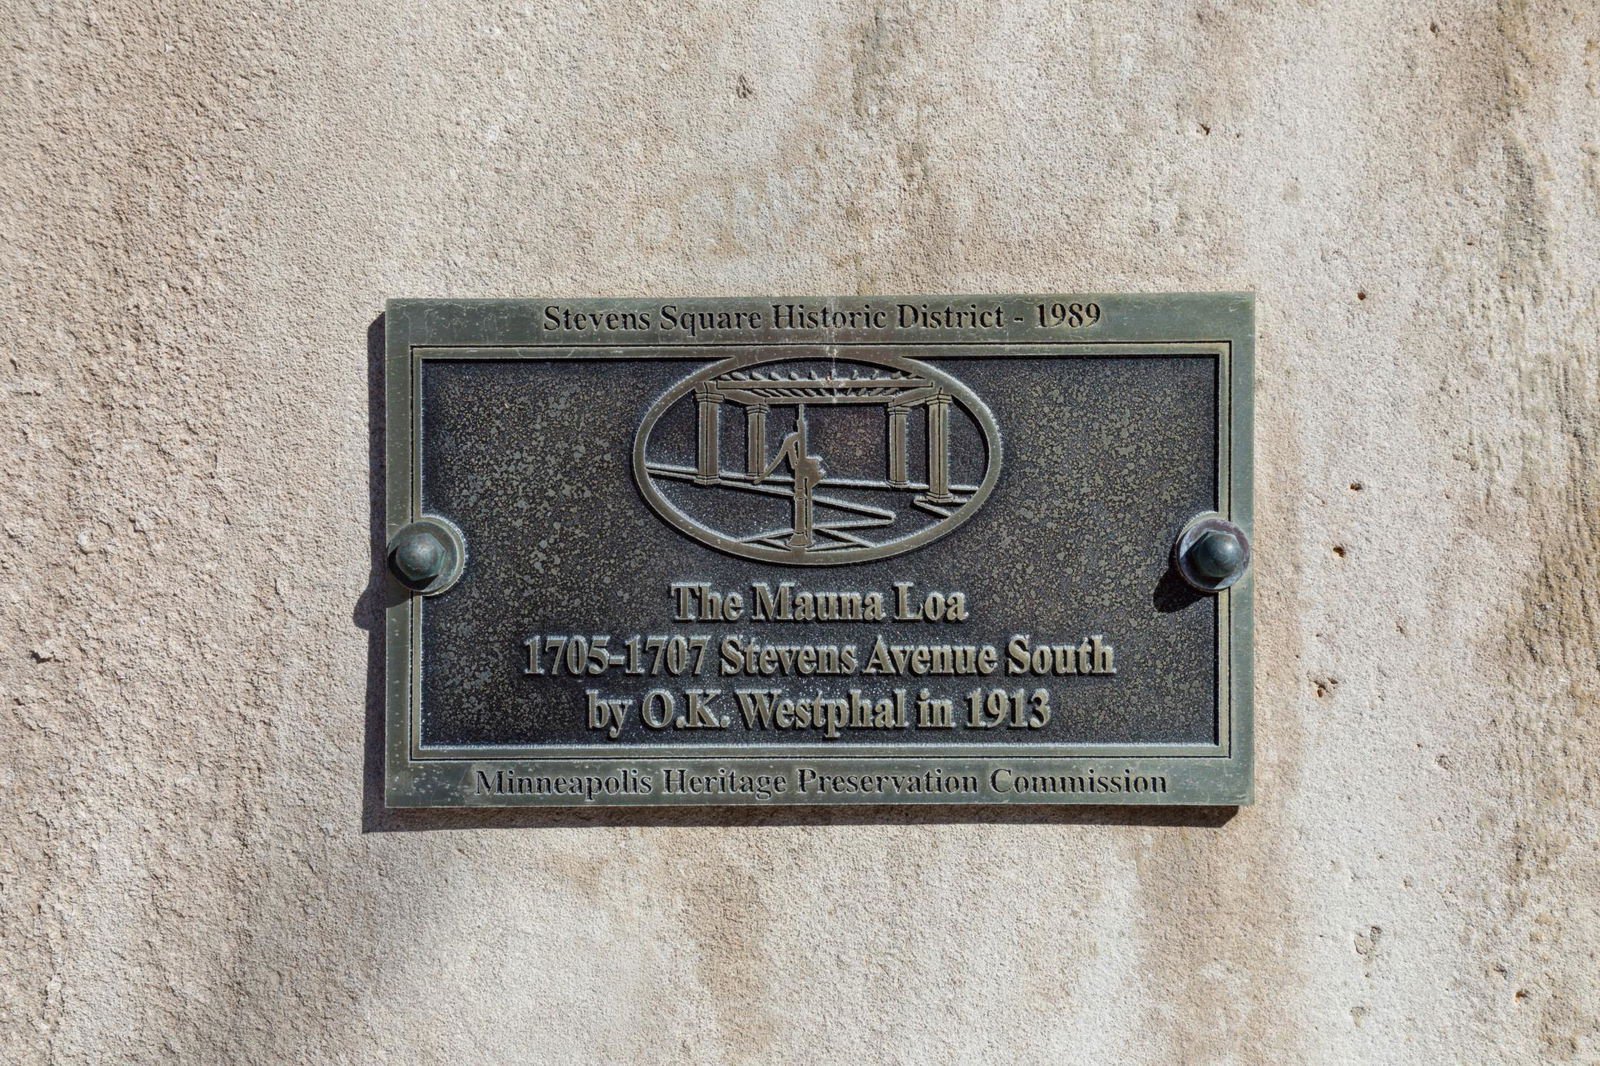 Stevens Square Historic District - 1989
The Mauna Loa
1705-1707 Stevens Avenue South
by O.K. Westphal in 1913
Minneapolis Heritage Preservation Commission